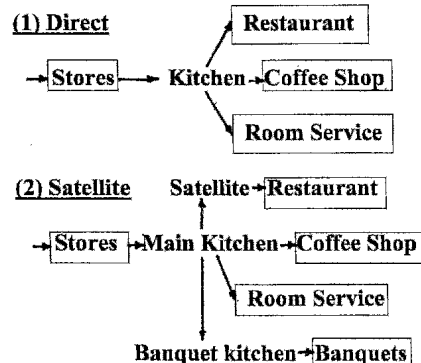 (1) Direct
Restaurant
Stores Kitchen Coffee Shop
Room Service
(2) Satellite
Satellite Restaurant
Stores Main Kitchen Coffee Shop
Room Service
Banquet kitchen Banquets